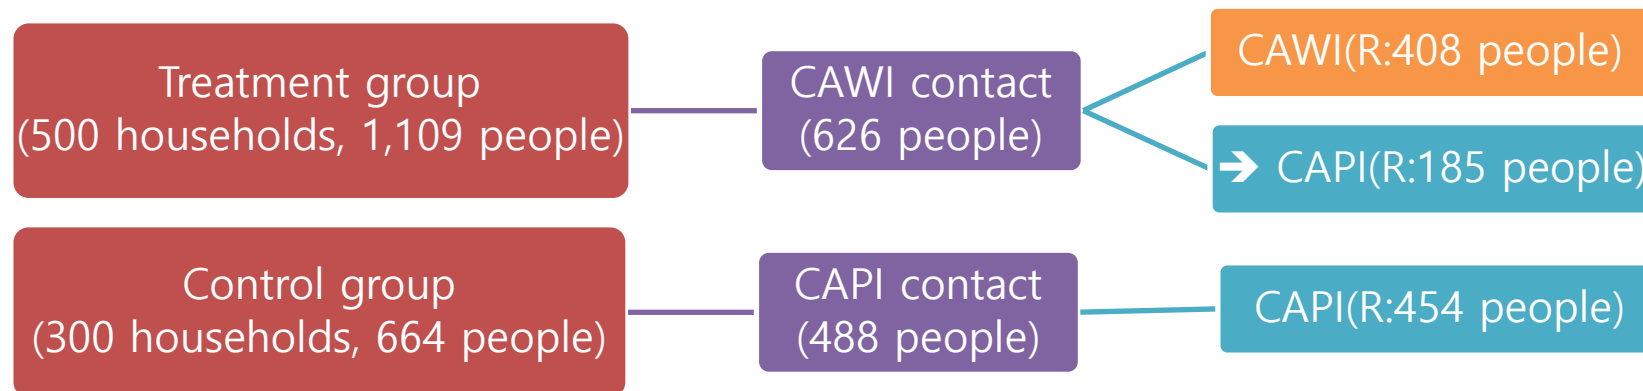 Treatment group
(500 households, 1,109 people)
CAWI contact
(626 people)
CAWI(R:408 people)
➔ CAPI(R:185 people)
Control group
(300 households, 664 people)
CAPI contact
(488 people)
CAPI(R:454 people)